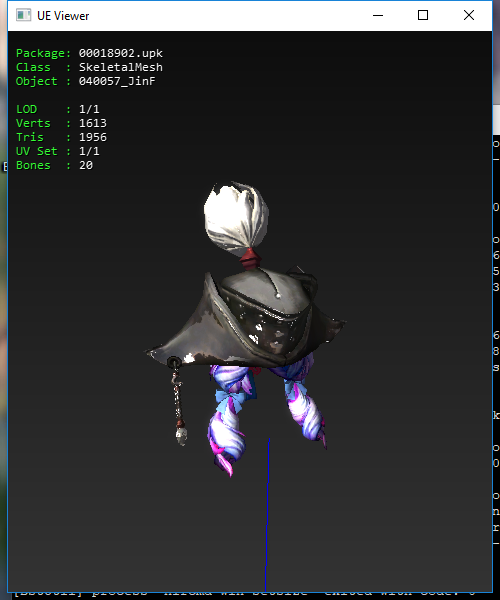 UE Viewer
Package: 00018902.upk
Class : SkeletalMesh
Object : 040057_JinF
LOD : 1/1
Verts : 1613
Tris : 1956
UV Set : 1/1
Bones : 20